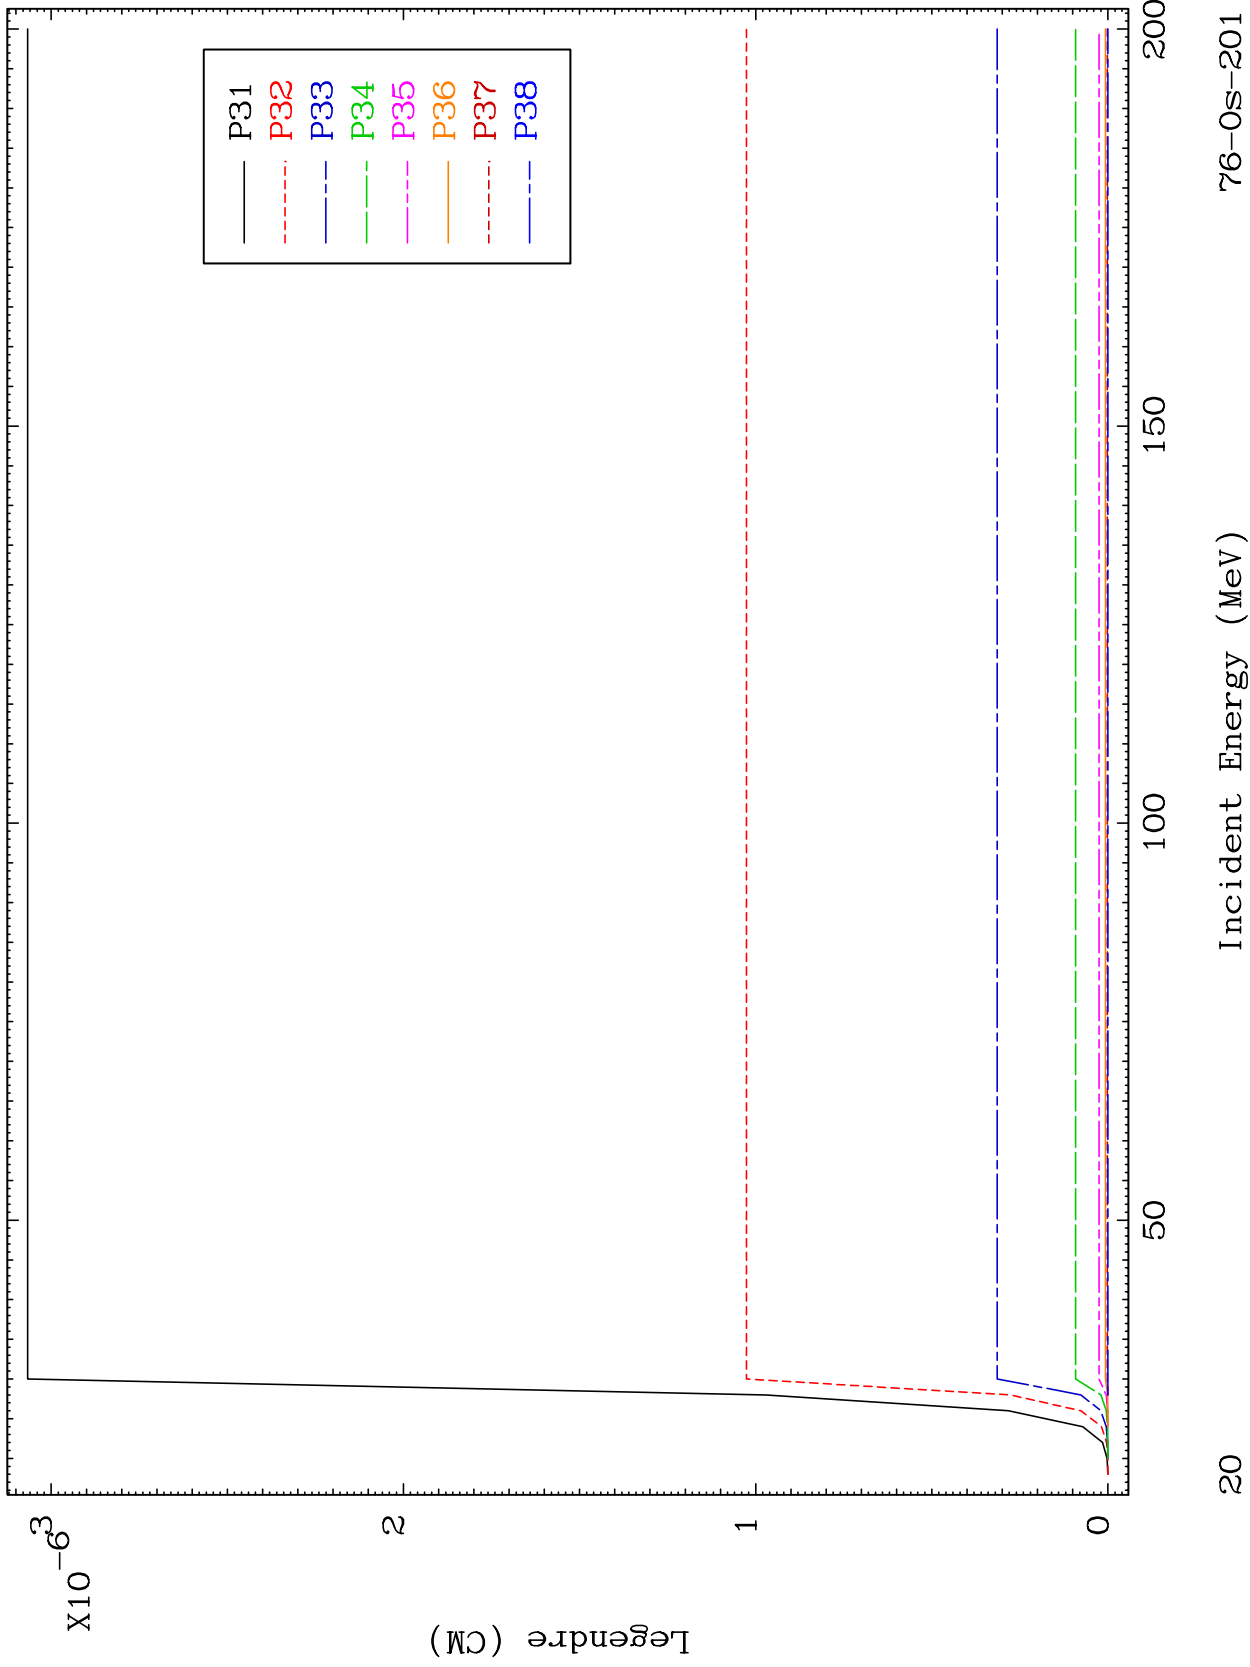 X10
-6
3
2
1
0
Legendre (CM)
P31
P32
P33
P34
P35
P36
P37
P38
50
100
150
200
Incident Energy (MeV)
20
76-Os-201